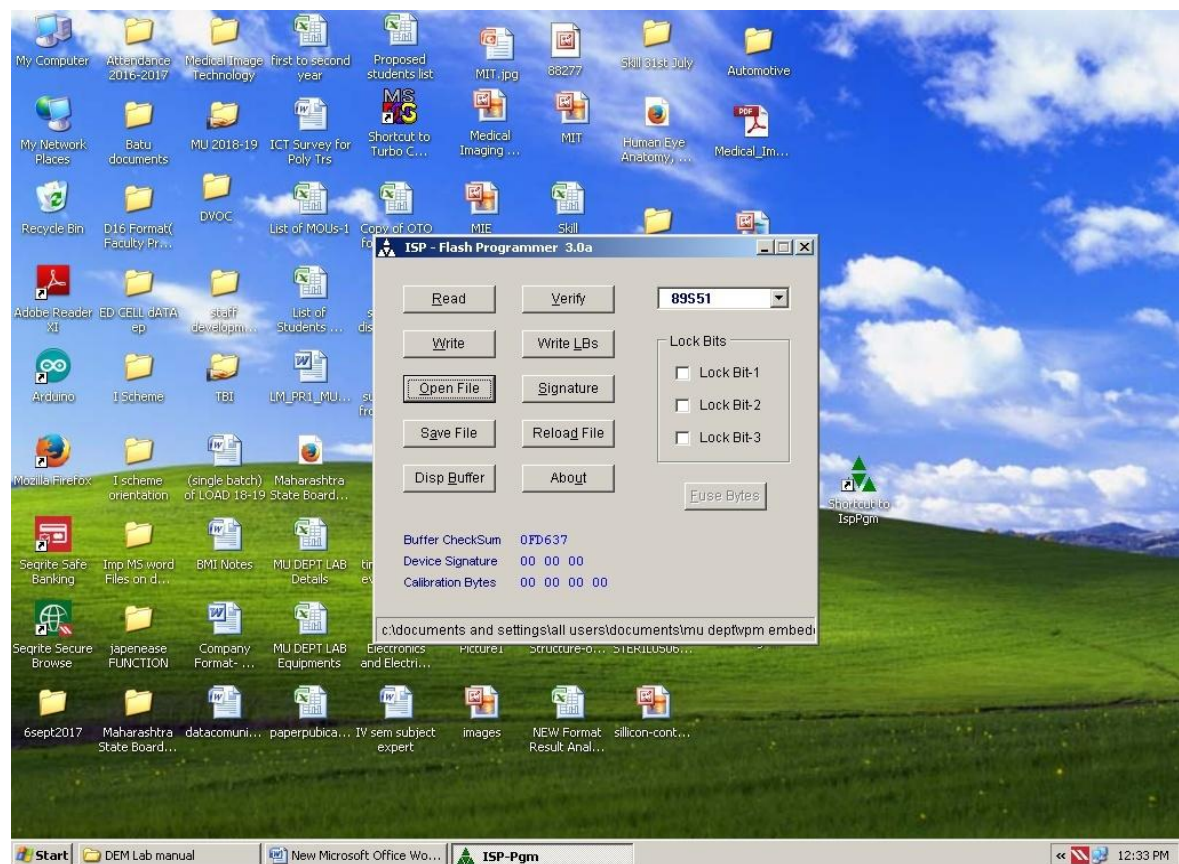 My Computer
Attendance
2016-2017
Medical Image
Technology
first to second
year
Proposed
students list
MIT.jpg
88277
Skill 31st July
Automotive
My Network
Places
Batu
documents
MU 2018-19
ICT Survey for
Poly Trs
MS
Shortcut to
Turbo C...
Medical
Imaging ...
MIT
Human Eye
Anatomy, ...
PDF
Medical_Im...
Recycle Bin
D16 Format(
Faculty Pr...
DVOC
List of MOUs-1
Copy of OTO
MIE
Skill
ISP - Flash Programmer 3.0a
Read
Verify
89S51
Write
Write LBs
Lock Bits
Lock Bit-1
Open File
Signature
Lock Bit-2
Save File
Reload File
Lock Bit-3
Disp Buffer
About
Fuse Bytes
Buffer CheckSum 0FD637
Device Signature 00 00 00
Calibration Bytes 00 00 00 00
c:\documents and settings\all users\documents\mu dept\vpm embed
Adobe Reader
XI
ED CELL dATA
ep
staff
developm...
List of
Students ...
Arduino
I Scheme
TBI
LM_PR1_MU...
Mozilla Firefox
I scheme
orientation
(single batch)
of LOAD 18-19
Maharashtra
State Board...
Shortcut to
IspPgm
Seqrite Safe
Banking
Imp MS word
Files on d...
BMI Notes
MU DEPT LAB
Details
Seqrite Secure
Browse
japenease
FUNCTION
Company
Format- ...
MU DEPT LAB
Equipments
Electronics
and Electri...
Picture1
Structure-o...
STERILUS06...
6sept2017
Maharashtra
State Board...
datacomuni...
paperpubica...
IV sem subject
expert
images
NEW Format
Result Anal...
sillicon-cont...
Start
DEM Lab manual
New Microsoft Office Wo...
ISP-Pgm
12:33 PM